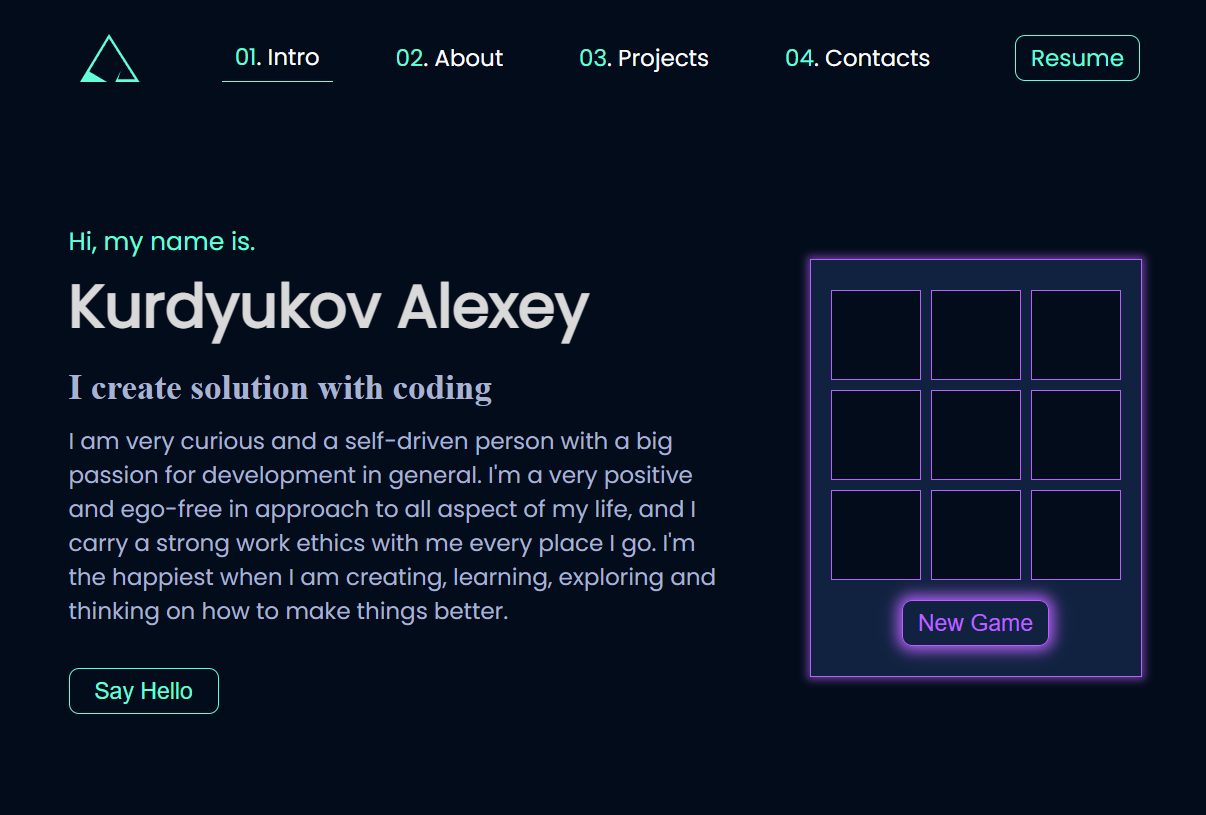 01. Intro
02. About
03. Projects
04. Contacts
Resume
Hi, my name is.
Kurdyukov Alexey
I create solution with coding
I am very curious and a self-driven person with a big
passion for development in general. I'm a very positive
and ego-free in approach to all aspect of my life, and I
carry a strong work ethics with me every place I go. I'm
the happiest when I am creating, learning, exploring and
thinking on how to make things better.
Say Hello
New Game